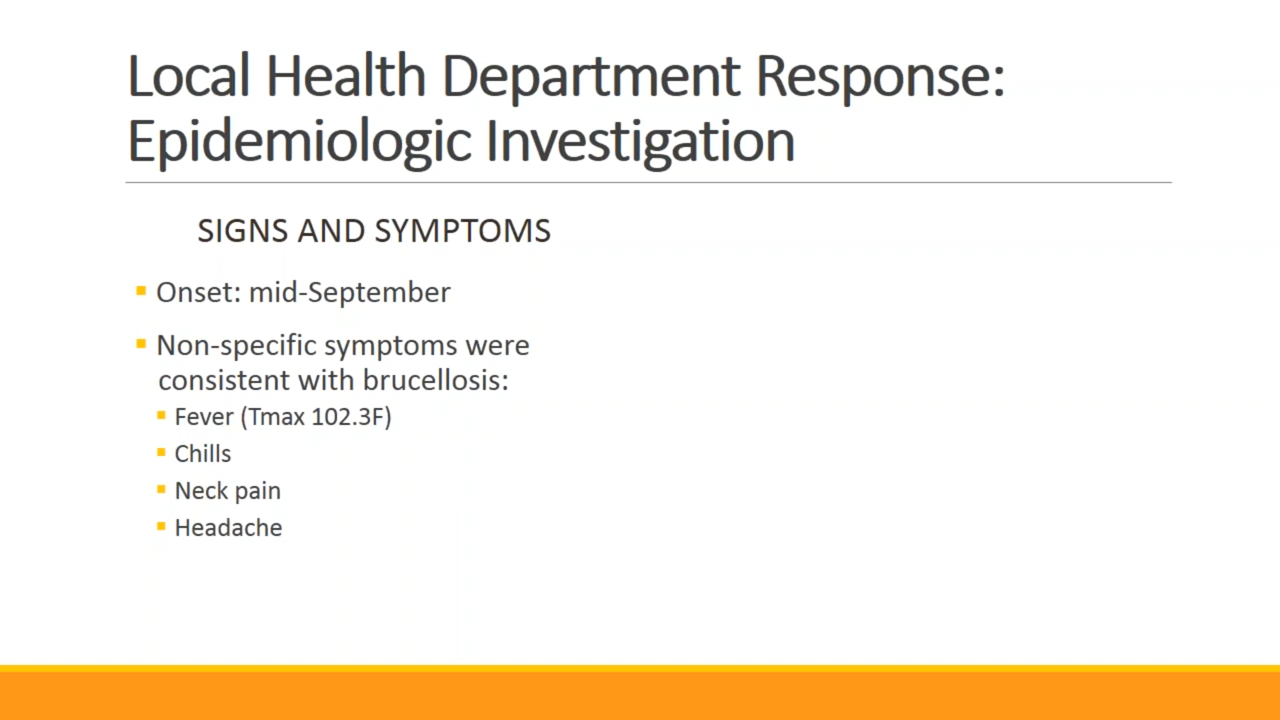 Local Health Department Response:
Epidemiologic Investigation
SIGNS AND SYMPTOMS
Onset: mid-September
Non-specific symptoms were
consistent with brucellosis:
Fever (Tmax 102.3F)
Chills
Neck pain
Headache